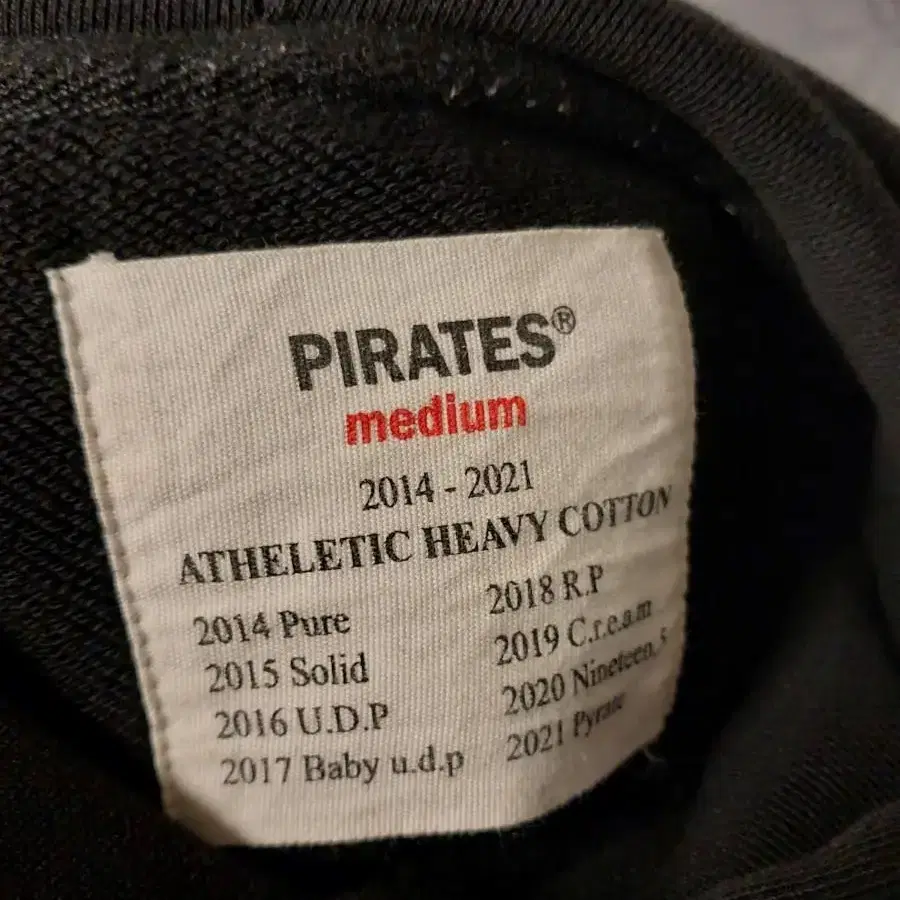 PIRATES®
medium
2014 - 2021
ATHELETIC HEAVY COTTON
2014 Pure
2015 Solid
2016 U.D.P
2017 Baby u.d.p
2018 R.P
2019 C.r.e.a.m
2020 Nineteen.5
2021 Pyrate